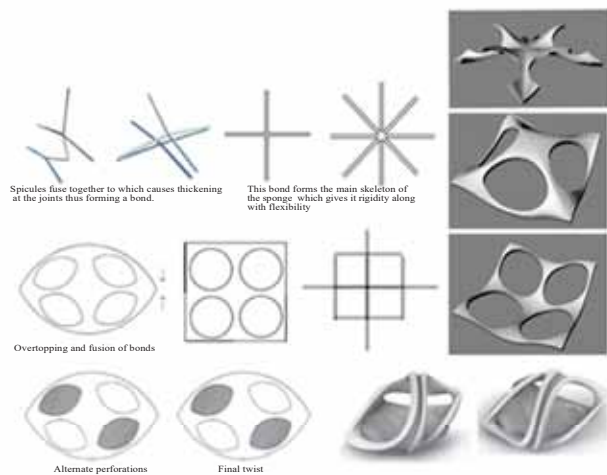 Spicules fuse together to which causes thickening
at the joints thus forming a bond.
This bond forms the main skeleton of
the sponge which gives it rigidity along
with flexibility
Overtopping and fusion of bonds
Alternate perforations
Final twist